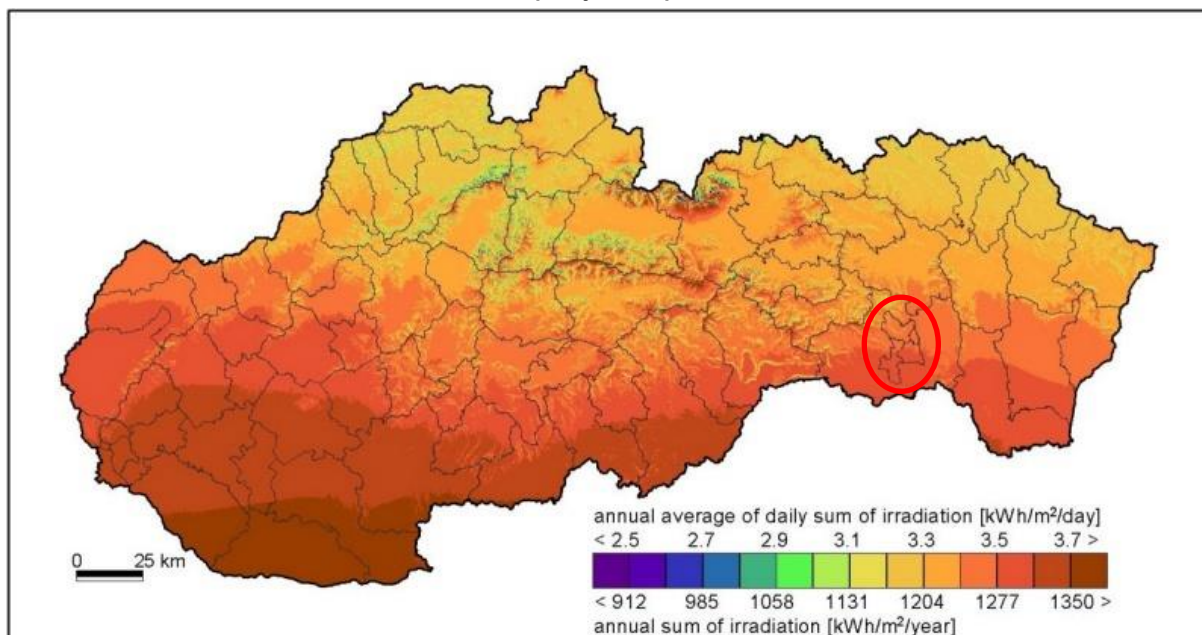 annual average of daily sum of irradiation [kWh/m²/day]
< 2.5 2.7 2.9 3.1 3.3 3.5 3.7 >
0 25 km
< 912 985 1058 1131 1204 1277 1350 >
annual sum of irradiation [kWh/m²/year]